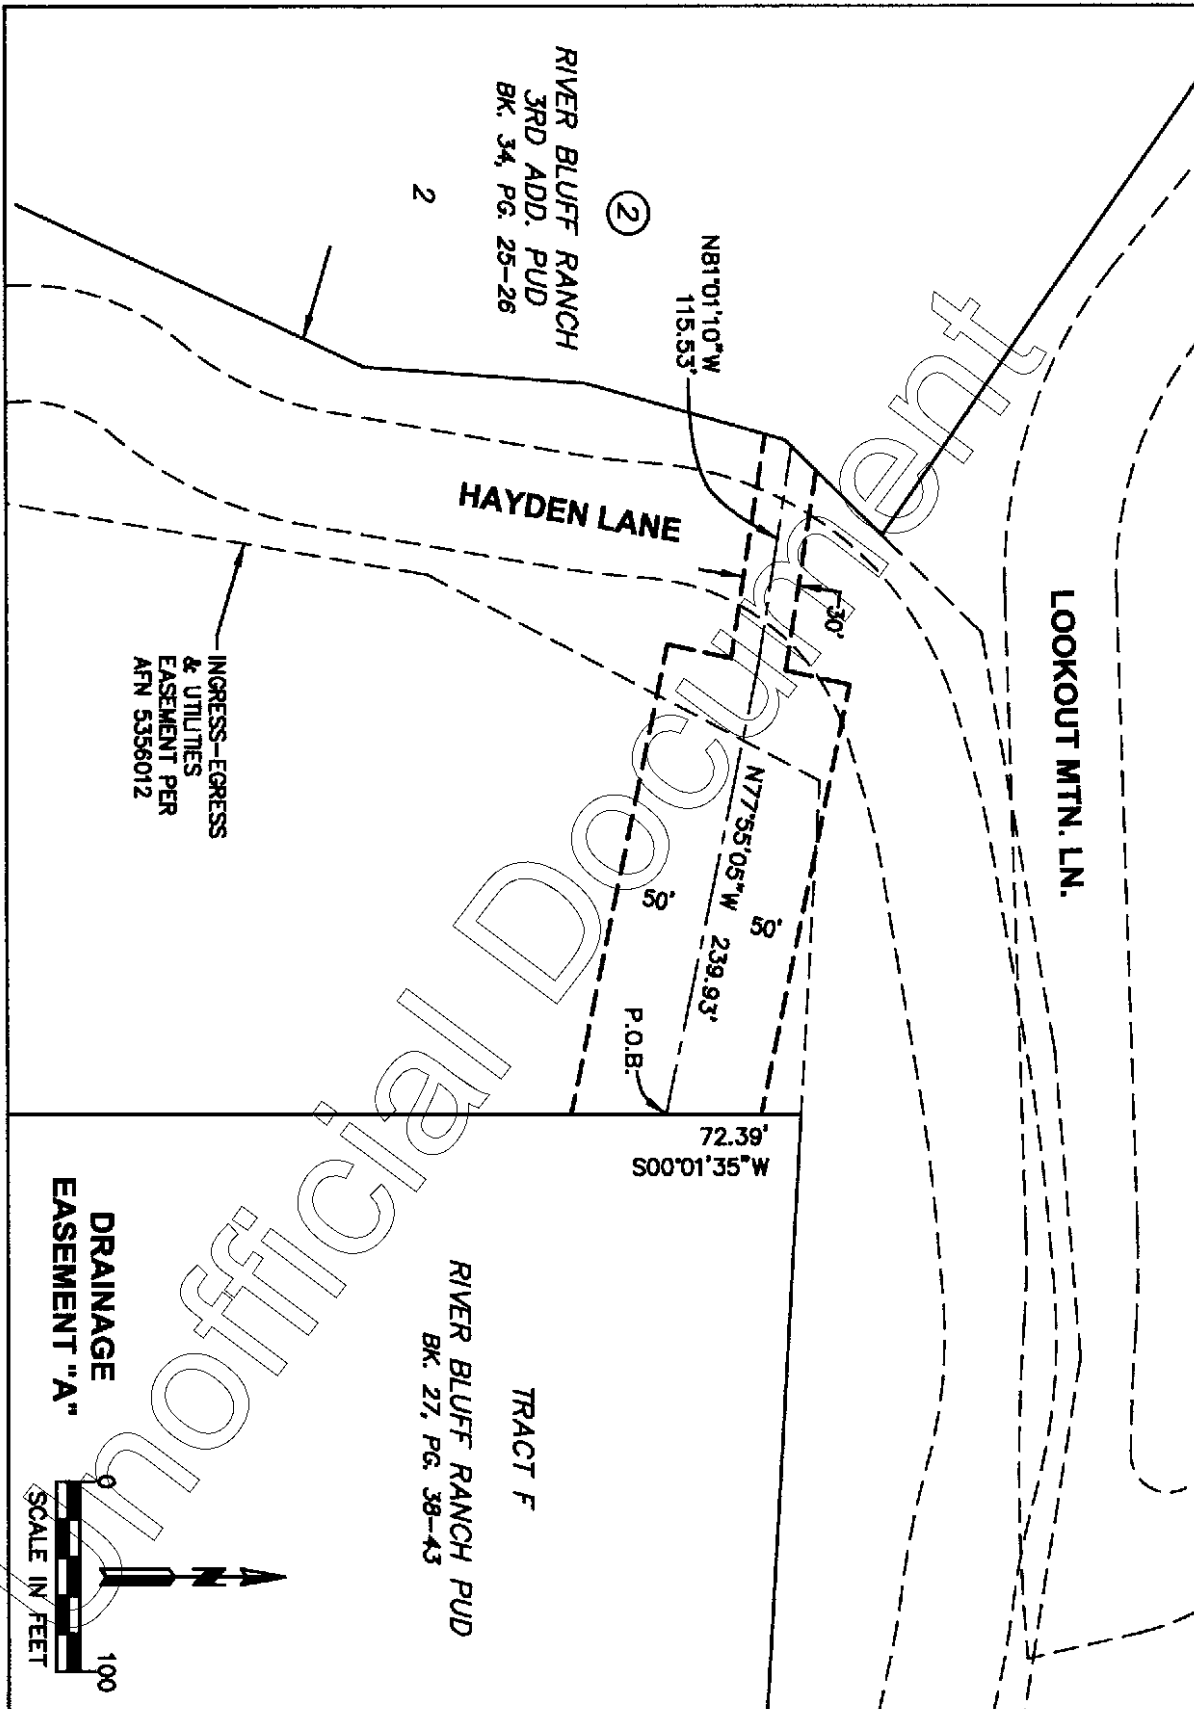 RIVER BLUFF RANCH
3RD ADD. PUD
BK. 34, PG. 25-26
2
2
N81°01'10"W
115.53'
HAYDEN LANE
LOOKOUT MTN. LN.
30'
INGRESS-EGRESS
& UTILITIES
EASEMENT PER
AFN 5356012
N77°55'05"W 239.93'
50'
50'
P.O.B.
72.39'
S00°01'35"W
TRACT F
RIVER BLUFF RANCH PUD
BK. 27, PG. 38-43
DRAINAGE
EASEMENT "A"
0
100
SCALE IN FEET
N
Unofficial Document